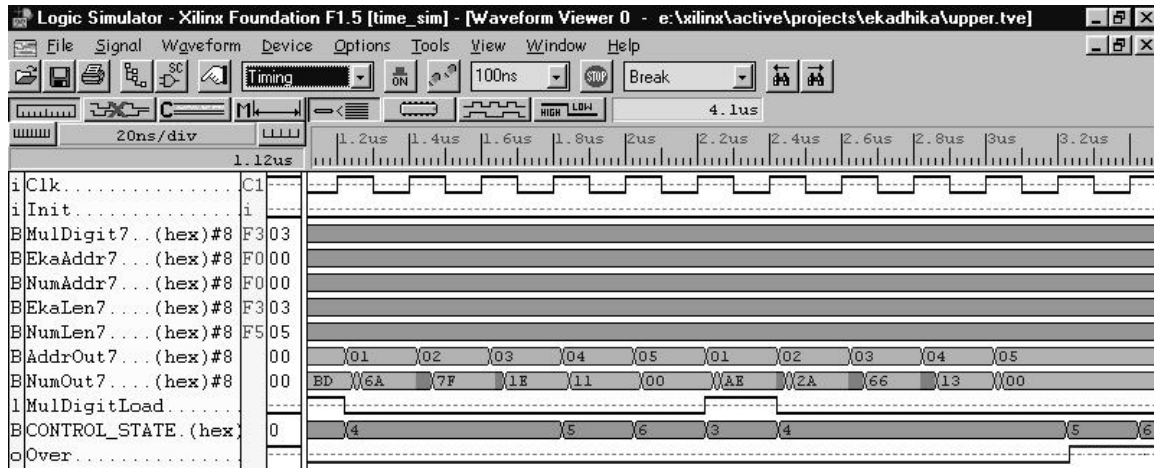 Logic Simulator - Xilinx Foundation F1.5 [time_sim] - [Waveform Viewer 0 - e:\xilinx\active\projects\ekadhika\upper.tve]
File Signal Waveform Device Options Tools View Window Help
SC Timing ON 100ns STOP Break
C M HIGH LOW 4.1us
20ns/div 1.2us 1.4us 1.6us 1.8us 2us 2.2us 2.4us 2.6us 2.8us 3us 3.2us
1.12us
i Clk................ C1
i Init............... i
B MulDigit7..(hex)#8 F3 03
B EkaAddr7...(hex)#8 F0 00
B NumAddr7...(hex)#8 F0 00
B EkaLen7....(hex)#8 F3 03
B NumLen7....(hex)#8 F5 05
B AddrOut7...(hex)#8 00 01 02 03 04 05 01 02 03 04 05
B NumOut7....(hex)#8 00 BD 6A 7F 1E 11 00 AE 2A 66 13 00
l MulDigitLoad.......
B CONTROL_STATE.(hex) 0 4 5 6 3 4 5 6
o Over...............